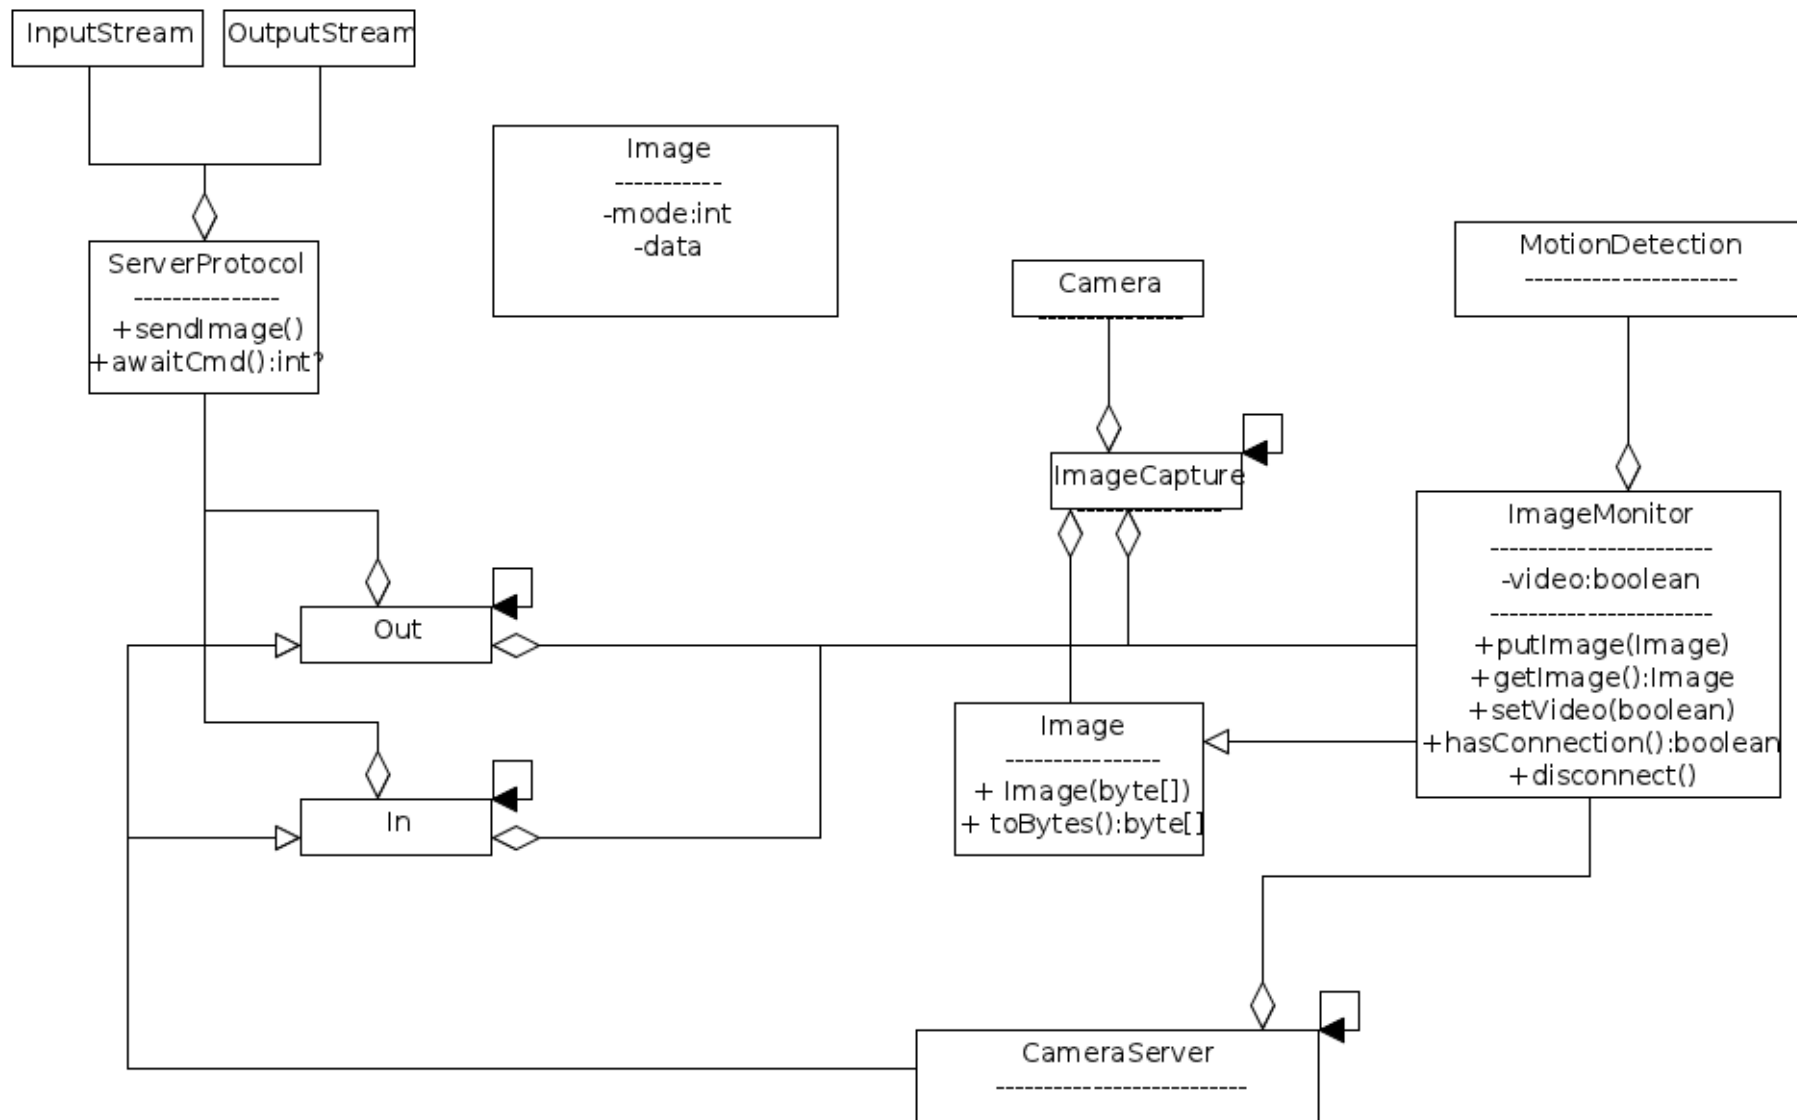 InputStream
OutputStream
Image
-----------
-mode:int
-data
ServerProtocol
---------------
+sendImage()
+awaitCmd():int?
Camera
---------------
MotionDetection
----------------------
ImageCapture
---------------
ImageMonitor
-----------------------
-video:boolean
-----------------------
+putImage(Image)
+getImage():Image
+setVideo(boolean)
+hasConnection():boolean
+disconnect()
Out
Image
----------------
+ Image(byte[])
+ toBytes():byte[]
In
CameraServer
--------------------------